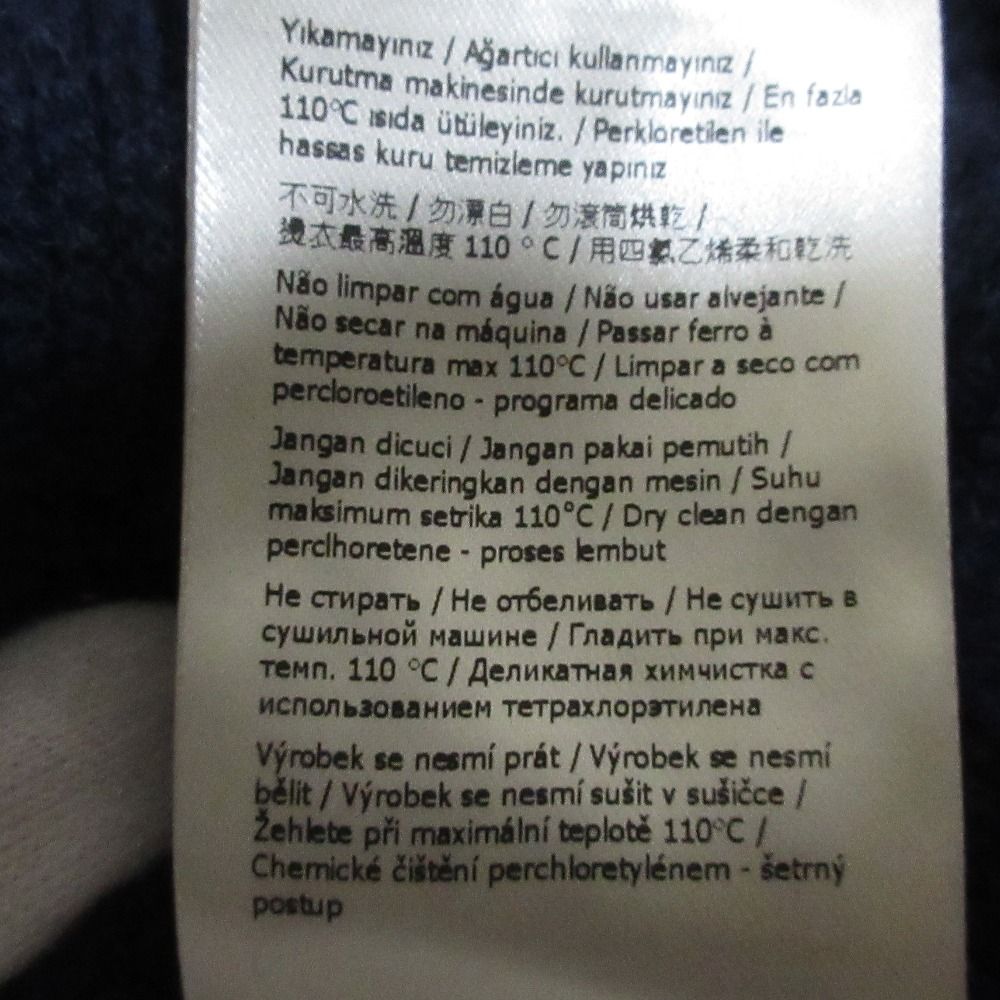 Yıkamayınız / Ağartıcı kullanmayınız /
Kurutma makinesinde kurutmayınız / En fazla
110°C ısıda ütüleyiniz. / Perkloretilen ile
hassas kuru temizleme yapınız
不可水洗 / 勿漂白 / 勿滾筒烘乾 /
燙衣最高溫度 110 ° C / 用四氯乙烯柔和乾洗
Não limpar com água / Não usar alvejante /
Não secar na máquina / Passar ferro à
temperatura max 110°C / Limpar a seco com
percloroetileno - programa delicado
Jangan dicuci / Jangan pakai pemutih /
Jangan dikeringkan dengan mesin / Suhu
maksimum setrika 110°C / Dry clean dengan
perclhoretene - proses lembut
Не стирать / Не отбеливать / Не сушить в
сушильной машине / Гладить при макс.
темп. 110 °C / Деликатная химчистка с
использованием тетрахлорэтилена
Výrobek se nesmí prát / Výrobek se nesmí
bělit / Výrobek se nesmí sušit v sušičce /
Žehlete při maximální teplotě 110°C /
Chemické čištění perchloretylénem - šetrný
postup